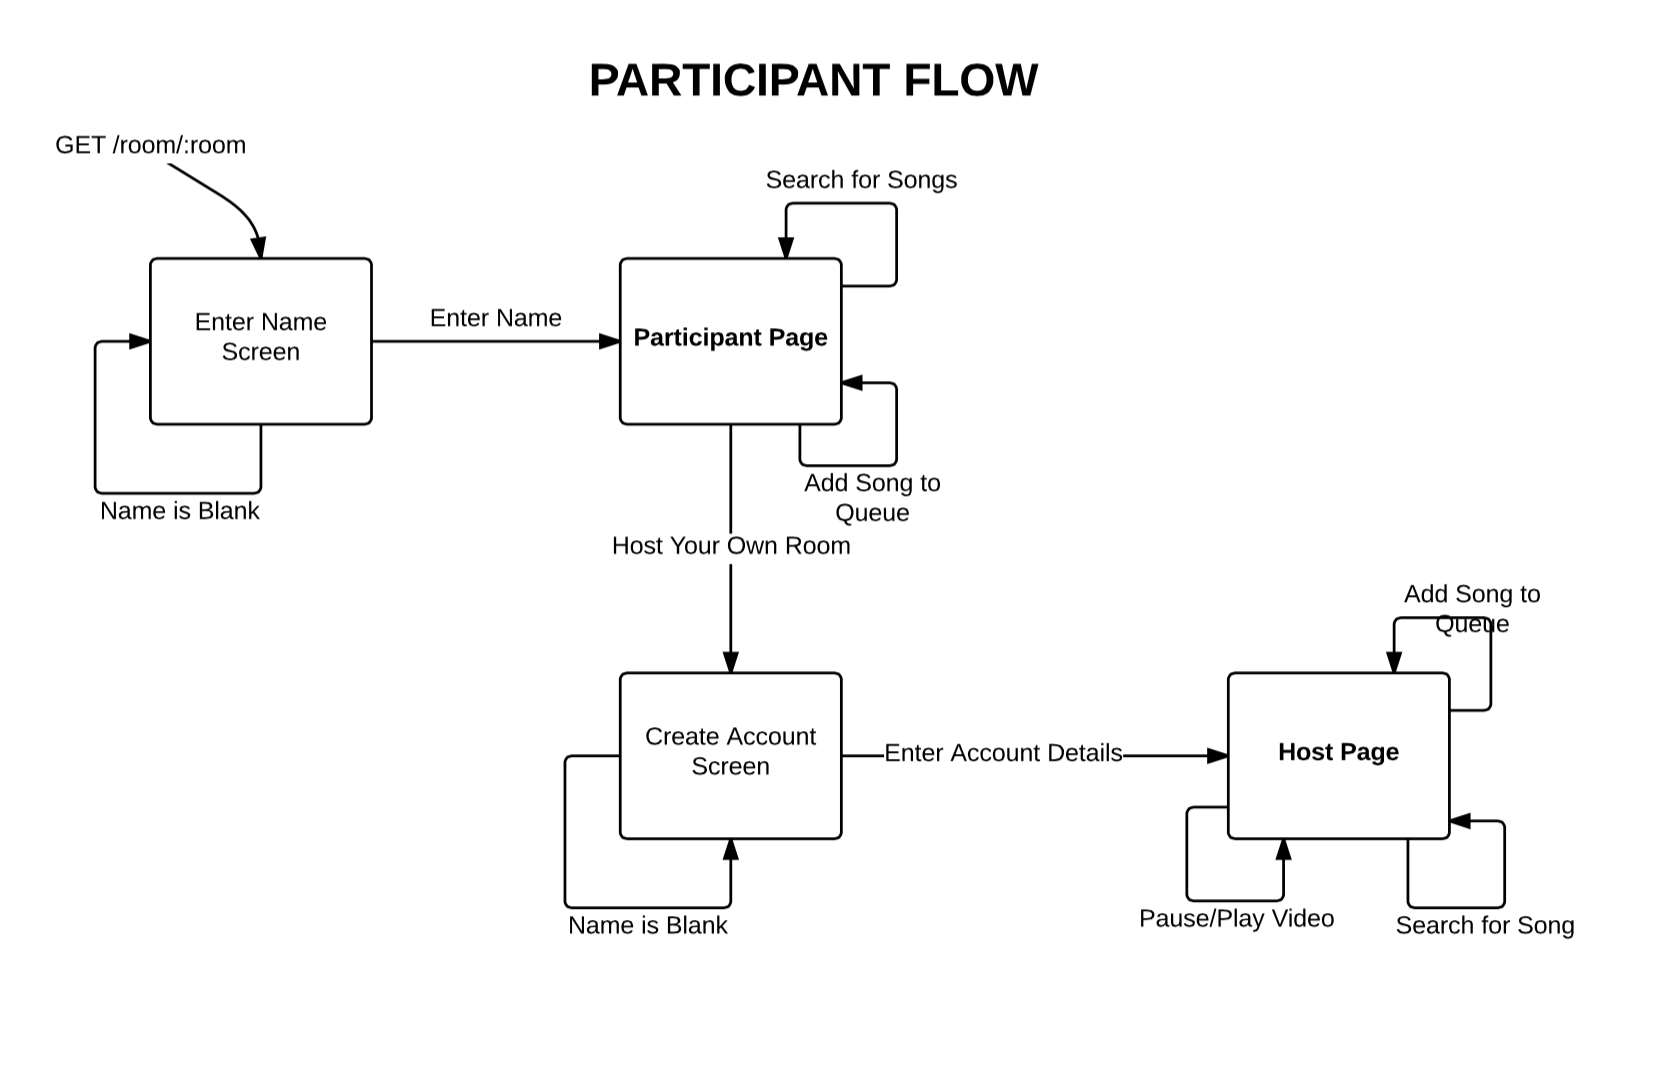 PARTICIPANT FLOW
GET /room/:room
Search for Songs
Enter Name
Screen
Enter Name
Participant Page
Name is Blank
Add Song to
Queue
Host Your Own Room
Add Song to
Queue
Create Account
Screen
Enter Account Details
Host Page
Name is Blank
Pause/Play Video
Search for Song